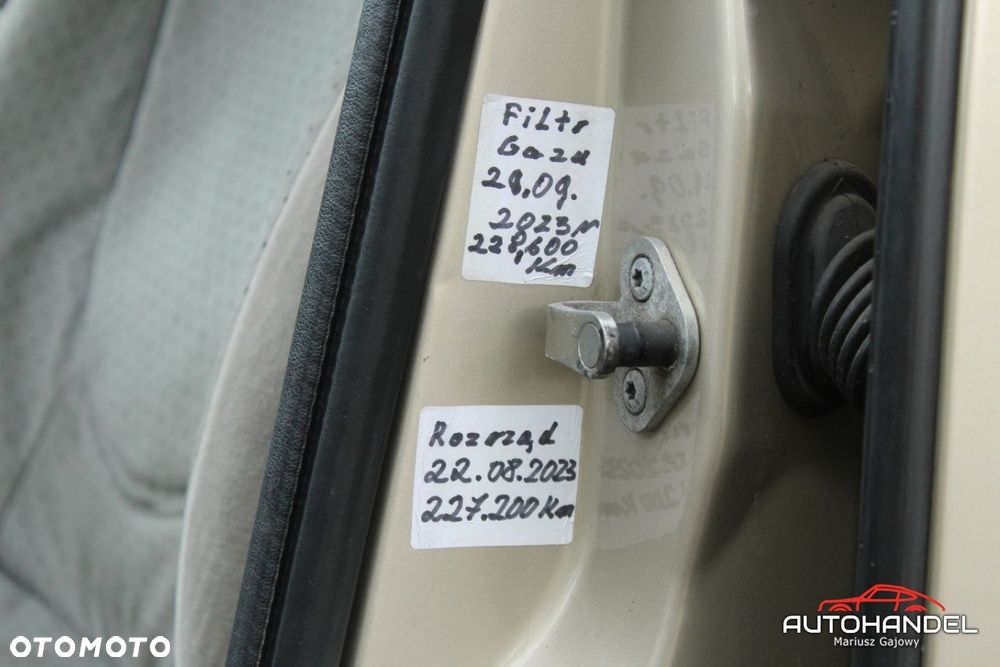 Filtr
Gazu
28.09.
2023r
228,600
Km
Rozrząd
22.08.2023
227.200 Km
OTOMOTO
AUTOHANDEL
Mariusz Gajowy